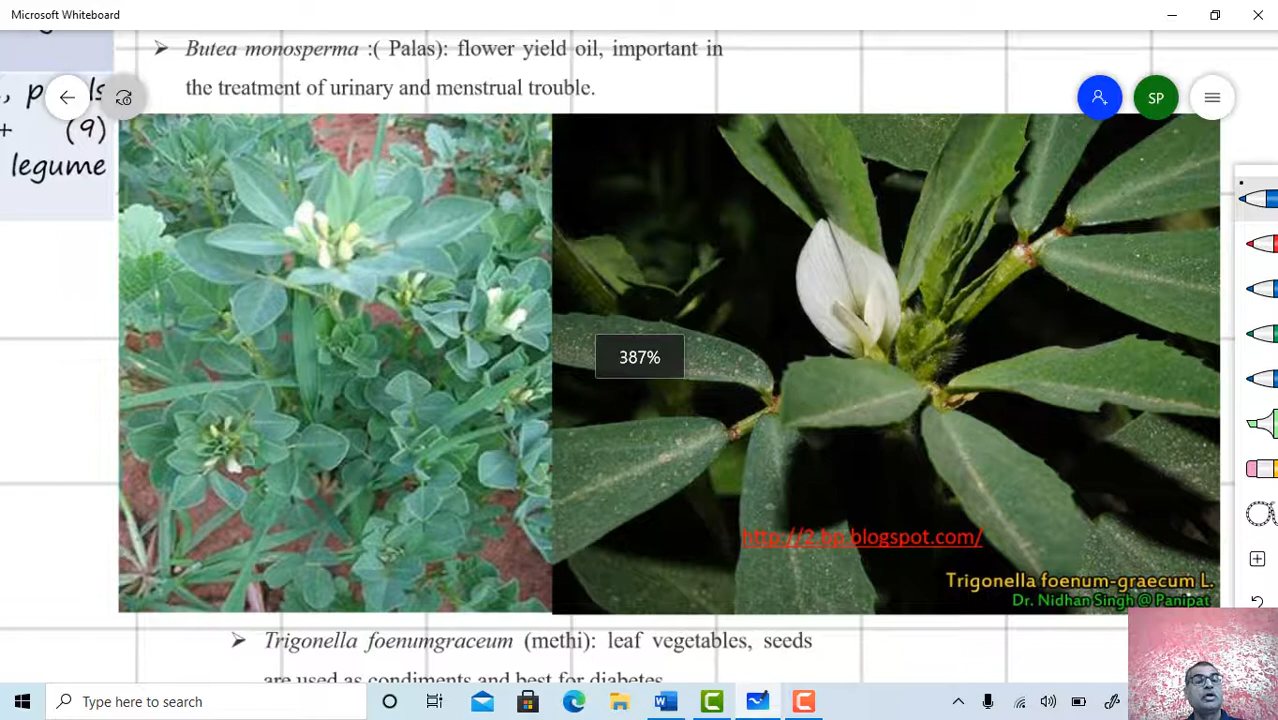 Microsoft Whiteboard
➢ Butea monosperma :( Palas): flower yield oil, important in
the treatment of urinary and menstrual trouble.
+ (9)
legume
SP
387%
http://2.bp.blogspot.com/
Trigonella foenum-graecum L.
Dr. Nidhan Singh @ Panipat
➢ Trigonella foenumgraceum (methi): leaf vegetables, seeds
are used as condiments and best for diabetes
Type here to search